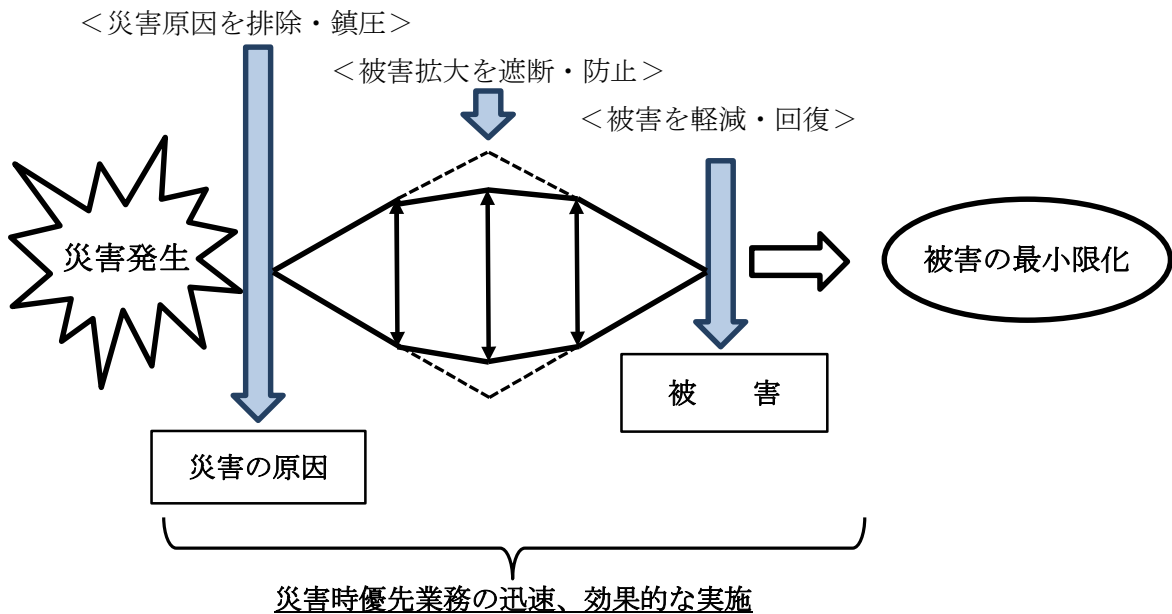 ＜災害原因を排除・鎮圧＞
＜被害拡大を遮断・防止＞
＜被害を軽減・回復＞
災害発生
被害の最小限化
被　　害
災害の原因
災害時優先業務の迅速、効果的な実施